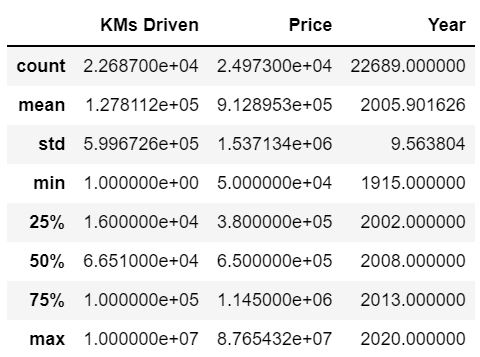 KMs Driven Price Year
count 2.268700e+04 2.497300e+04 22689.000000
mean 1.278112e+05 9.128953e+05 2005.901626
std 5.996726e+05 1.537134e+06 9.563804
min 1.000000e+00 5.000000e+04 1915.000000
25% 1.600000e+04 3.800000e+05 2002.000000
50% 6.651000e+04 6.500000e+05 2008.000000
75% 1.000000e+05 1.145000e+06 2013.000000
max 1.000000e+07 8.765432e+07 2020.000000